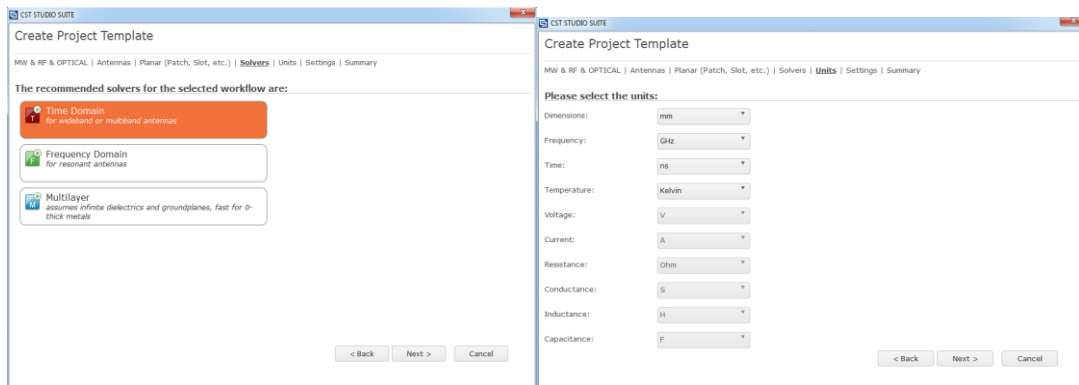 CST STUDIO SUITE
Create Project Template
MW & RF & OPTICAL | Antennas | Planar (Patch, Slot, etc.) | Solvers | Units | Settings | Summary
The recommended solvers for the selected workflow are:
T
Time Domain
for wideband or multiband antennas
F
Frequency Domain
for resonant antennas
M
Multilayer
assumes infinite dielectrics and groundplanes, fast for 0-
thick metals
< Back Next > Cancel
CST STUDIO SUITE
Create Project Template
MW & RF & OPTICAL | Antennas | Planar (Patch, Slot, etc.) | Solvers | Units | Settings | Summary
Please select the units:
Dimensions: mm
Frequency: GHz
Time: ns
Temperature: Kelvin
Voltage: V
Current: A
Resistance: Ohm
Conductance: S
Inductance: H
Capacitance: F
< Back Next > Cancel